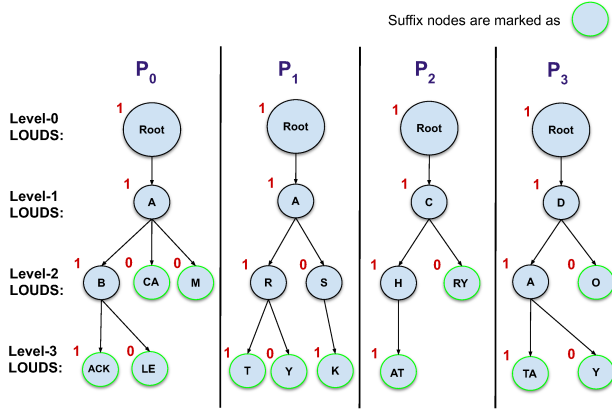 Suffix nodes are marked as
P0 P1 P2 P3
Level-0 LOUDS:
1 Root 1 Root 1 Root 1 Root
Level-1 LOUDS:
1 A 1 A 1 C 1 D
Level-2 LOUDS:
1 B 0 CA 0 M 1 R 0 S 1 H 0 RY 1 A 0 O
Level-3 LOUDS:
1 ACK 0 LE 1 T 0 Y 1 K 1 AT 1 TA 0 Y